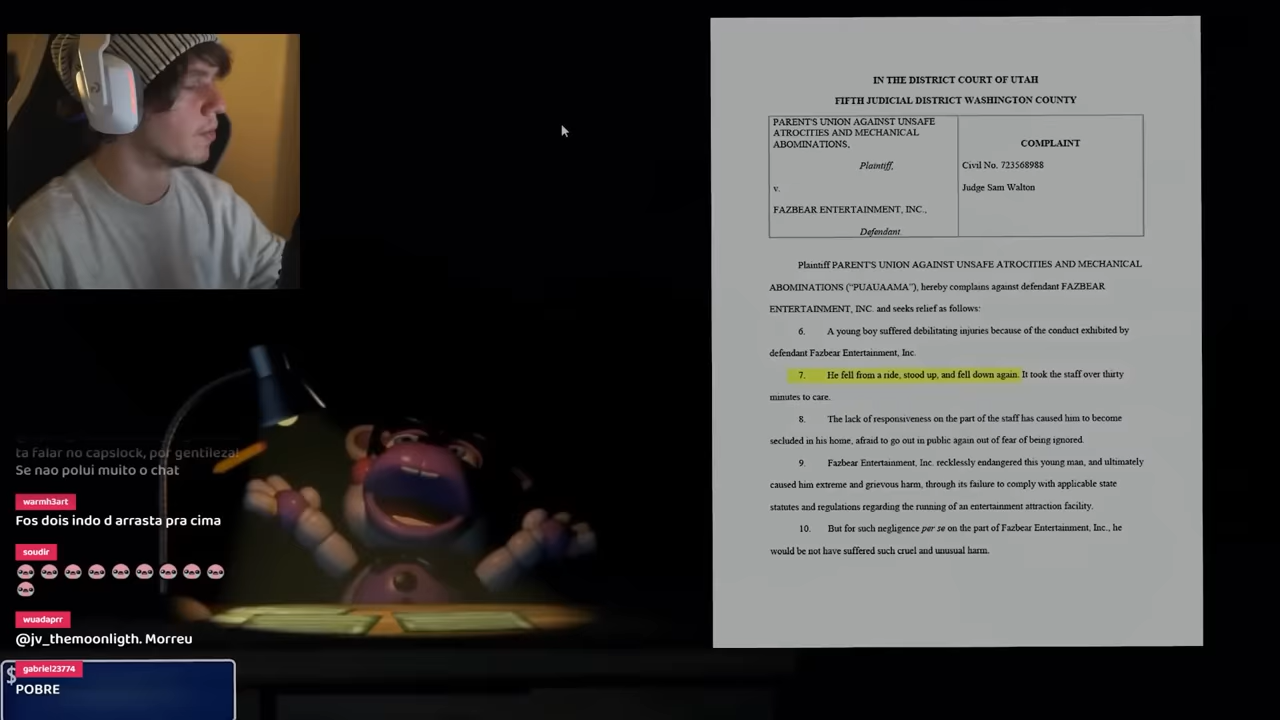 IN THE DISTRICT COURT OF UTAH
FIFTH JUDICIAL DISTRICT WASHINGTON COUNTY
PARENT'S UNION AGAINST UNSAFE
ATROCITIES AND MECHANICAL
ABOMINATIONS,
Plaintiff,
v.
FAZBEAR ENTERTAINMENT, INC.,
Defendant.
COMPLAINT
Civil No. 723568988
Judge Sam Walton
Plaintiff PARENT'S UNION AGAINST UNSAFE ATROCITIES AND MECHANICAL
ABOMINATIONS ("PUAUAAMA"), hereby complains against defendant FAZBEAR
ENTERTAINMENT, INC. and seeks relief as follows:
6. A young boy suffered debilitating injuries because of the conduct exhibited by
defendant Fazbear Entertainment, Inc.
7. He fell from a ride, stood up, and fell down again. It took the staff over thirty
minutes to care.
8. The lack of responsiveness on the part of the staff has caused him to become
secluded in his home, afraid to go out in public again out of fear of being ignored.
9. Fazbear Entertainment, Inc. recklessly endangered this young man, and ultimately
caused him extreme and grievous harm, through its failure to comply with applicable state
statutes and regulations regarding the running of an entertainment attraction facility.
10. But for such negligence per se on the part of Fazbear Entertainment, Inc., he
would be not have suffered such cruel and unusual harm.
ta falar no capslock, por gentileza!
Se nao polui muito o chat
warmh3art
Fos dois indo d arrasta pra cima
soudir
wuadaprr
@jv_themoonligth. Morreu
gabriel23774
$
POBRE